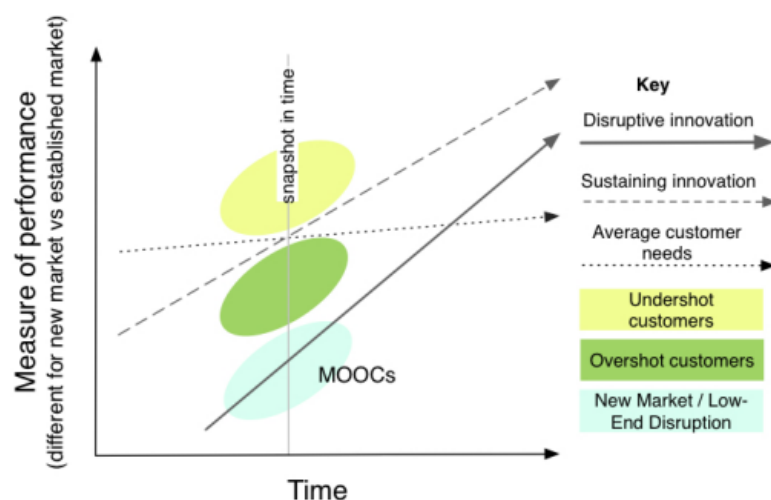 Measure of performance
(different for new market vs established market)
snapshot in time
MOOCs
Time
Key
Disruptive innovation
Sustaining innovation
Average customer
needs
Undershot
customers
Overshot customers
New Market / Low-
End Disruption